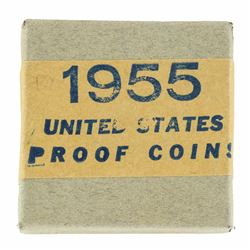 1955
UNITED STATES
PROOF COINS